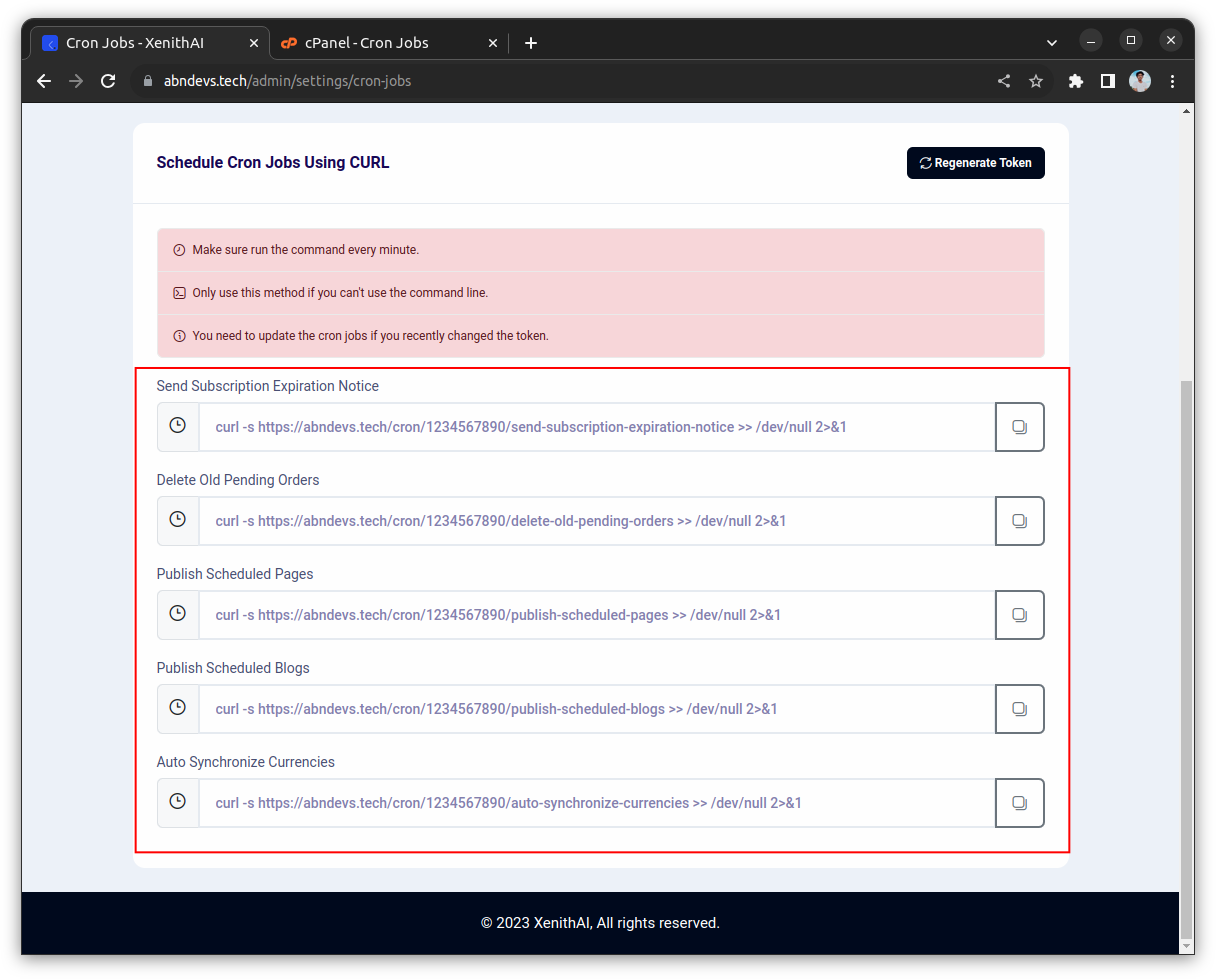 Cron Jobs - XenithAI
cPanel - Cron Jobs
abndevs.tech/admin/settings/cron-jobs
Schedule Cron Jobs Using CURL
Regenerate Token
Make sure run the command every minute.
Only use this method if you can't use the command line.
You need to update the cron jobs if you recently changed the token.
Send Subscription Expiration Notice
curl -s https://abndevs.tech/cron/1234567890/send-subscription-expiration-notice >> /dev/null 2>&1
Delete Old Pending Orders
curl -s https://abndevs.tech/cron/1234567890/delete-old-pending-orders >> /dev/null 2>&1
Publish Scheduled Pages
curl -s https://abndevs.tech/cron/1234567890/publish-scheduled-pages >> /dev/null 2>&1
Publish Scheduled Blogs
curl -s https://abndevs.tech/cron/1234567890/publish-scheduled-blogs >> /dev/null 2>&1
Auto Synchronize Currencies
curl -s https://abndevs.tech/cron/1234567890/auto-synchronize-currencies >> /dev/null 2>&1
© 2023 XenithAI, All rights reserved.